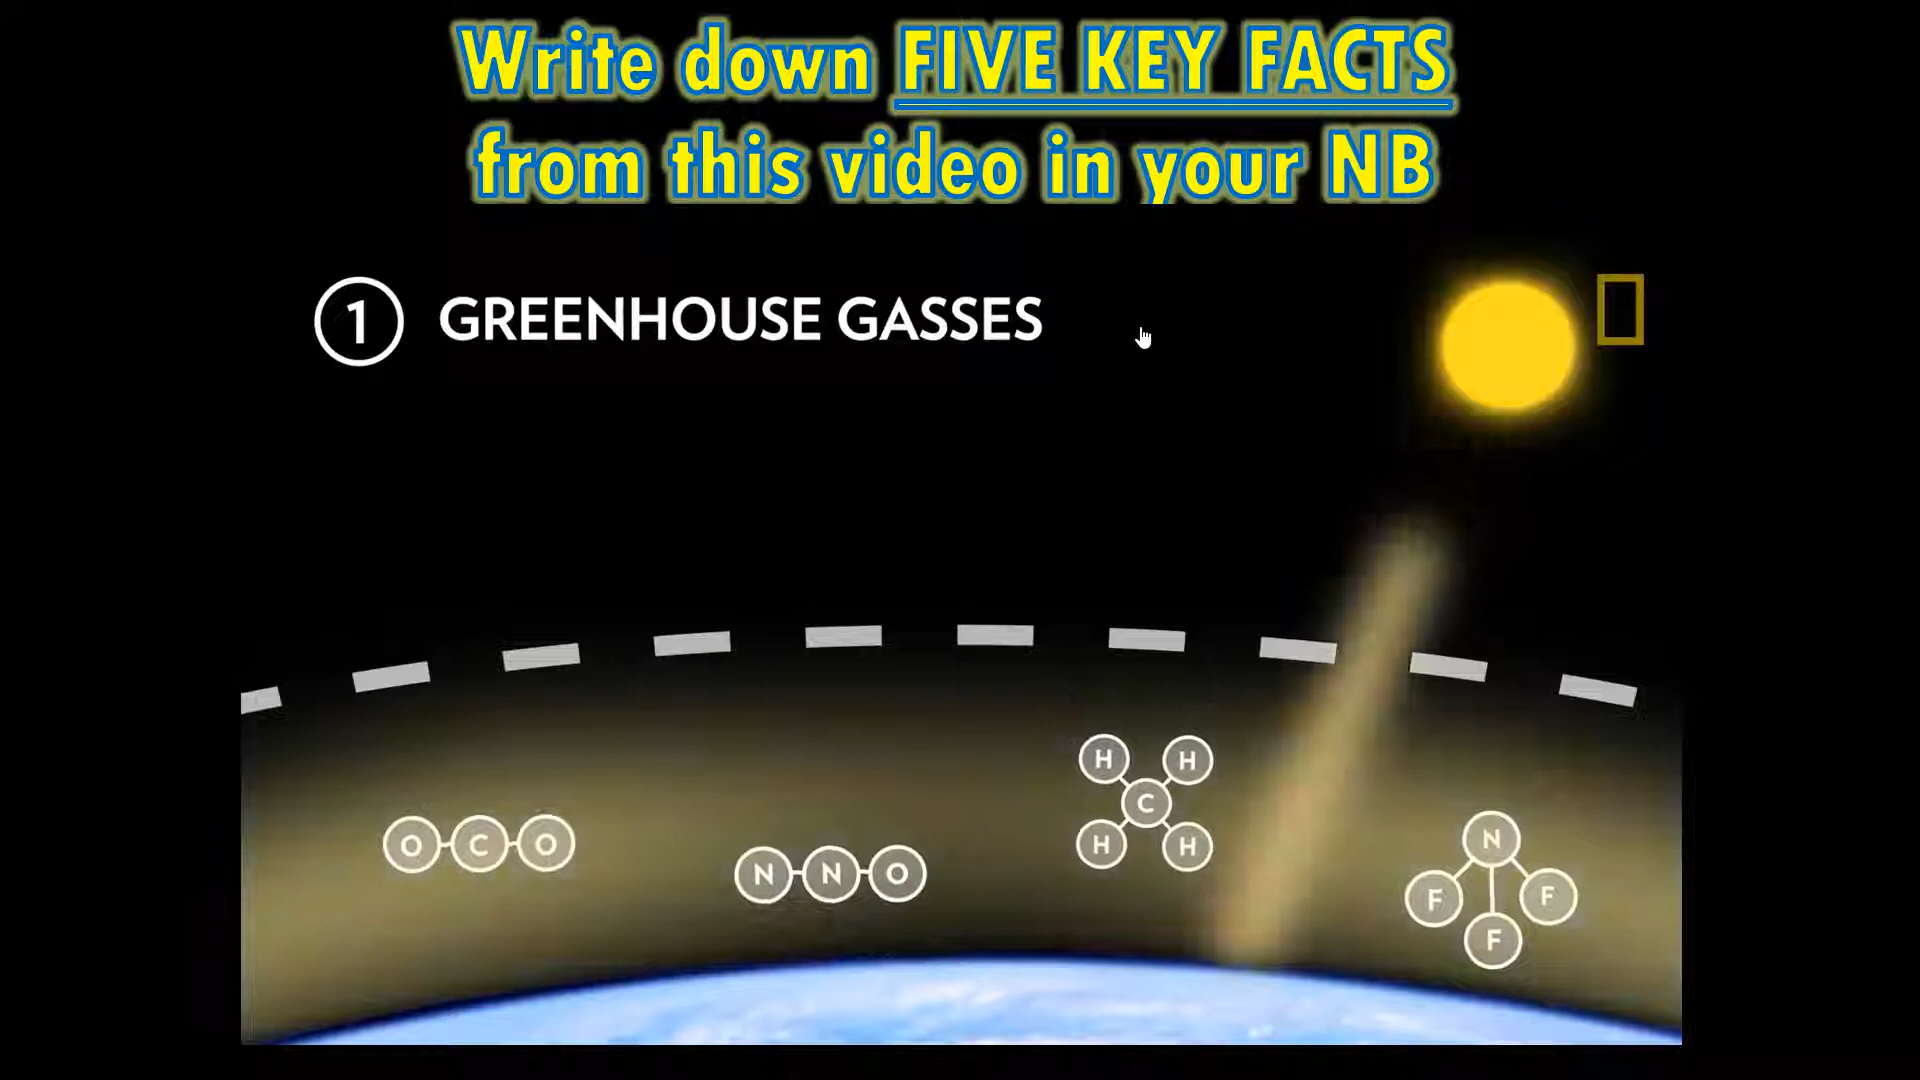 Write down FIVE KEY FACTS
from this video in your NB
1 GREENHOUSE GASSES
H H
C
H H
O C O
N N O
N
F F
F